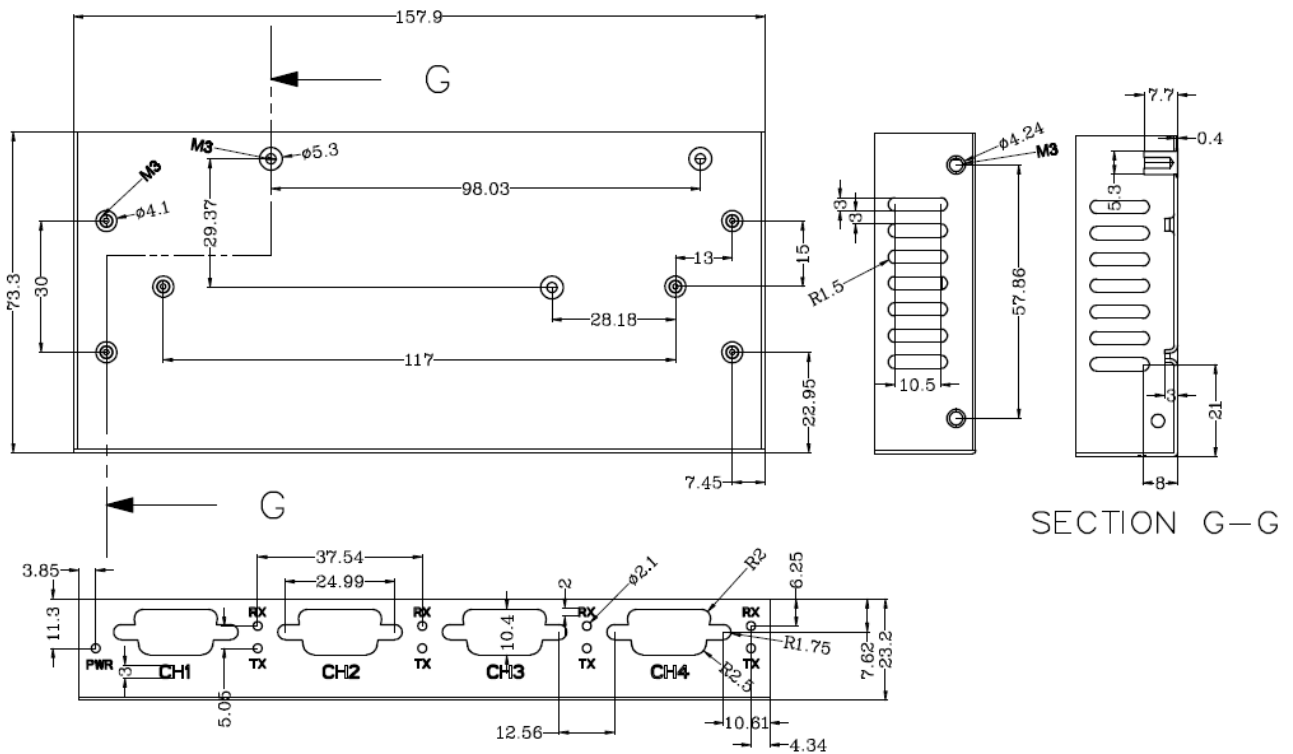 157.9
G
7.7
M3
ø5.3
ø4.24
M3
0.4
M3
98.03
5.3
ø4.1
29.37
3
3
15
13
73.3
30
R1.5
57.86
28.18
117
10.5
22.95
3
21
7.45
8
G
SECTION G-G
3.85
37.54
24.99
2
ø2.1
R2
6.25
11.3
RX
RX
RX
RX
10.4
R1.75
7.62
23.2
PWR
TX
TX
TX
TX
3
CH1
CH2
CH3
CH4
R2.5
5.05
12.56
10.61
4.34